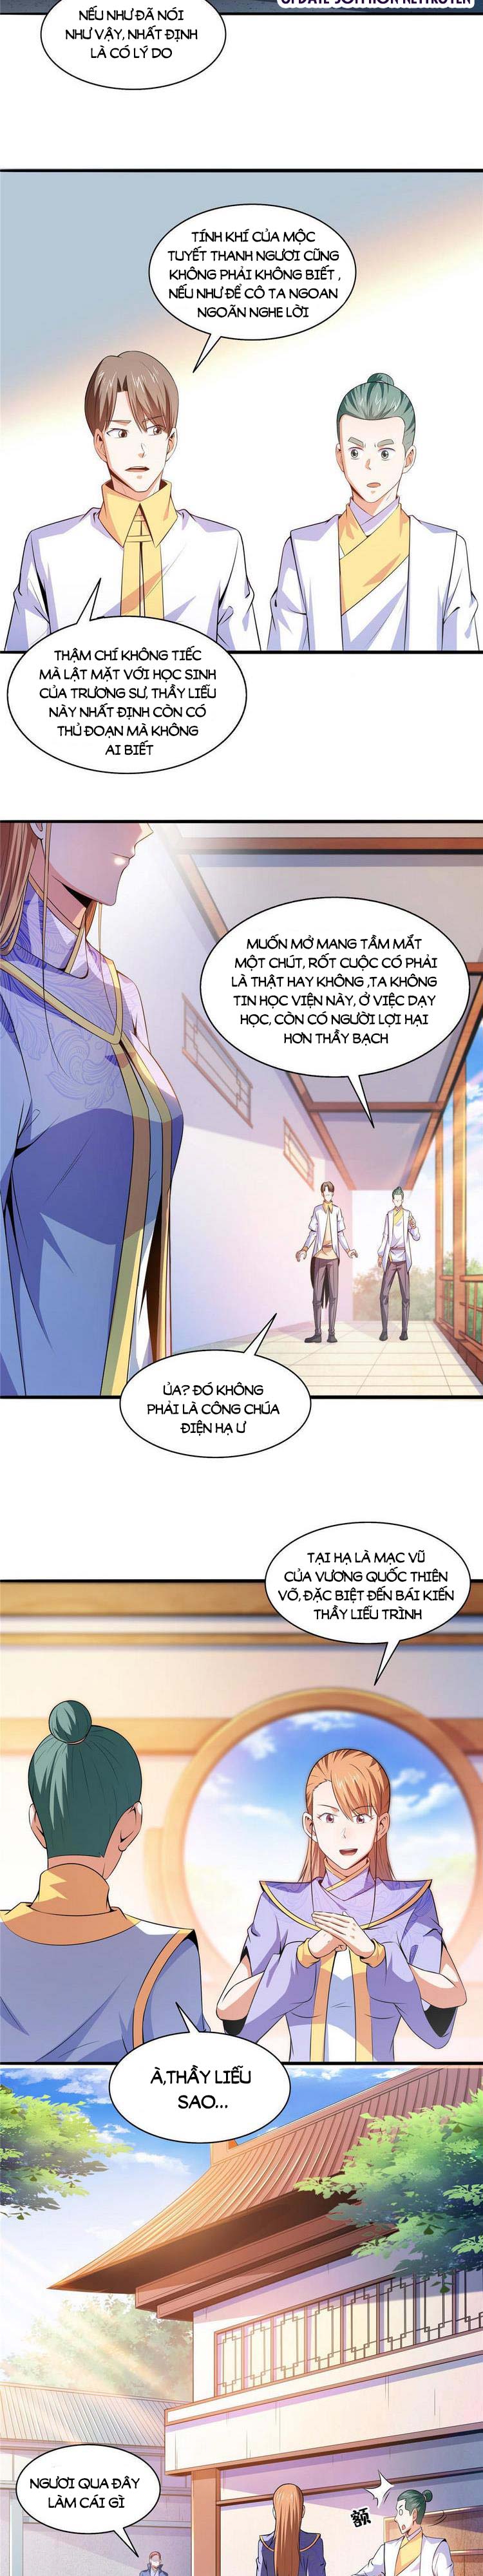 UPDATE SỚM HƠN NETTRUYEN
NẾU NHƯ ĐÃ NÓI
NHƯ VẬY, NHẤT ĐỊNH
LÀ CÓ LÝ DO
TÍNH KHÍ CỦA MỘC
TUYẾT THANH NGƯƠI CŨNG
KHÔNG PHẢI KHÔNG BIẾT ,
NẾU NHƯ ĐỂ CÔ TA NGOAN
NGOÃN NGHE LỜI
THẬM CHÍ KHÔNG TIẾC
MÀ LẬT MẶT VỚI HỌC SINH
CỦA TRƯƠNG SƯ, THẦY LIỄU
NÀY NHẤT ĐỊNH CÒN CÓ
THỦ ĐOẠN MÀ KHÔNG
AI BIẾT
MUỐN MỞ MANG TẦM MẮT
MỘT CHÚT, RỐT CUỘC CÓ PHẢI
LÀ THẬT HAY KHÔNG ,TA KHÔNG
TIN HỌC VIỆN NÀY, Ở VIỆC DẠY
HỌC, CÒN CÓ NGƯỜI LỢI HẠI
HƠN THẦY BẠCH
ỦA? ĐÓ KHÔNG
PHẢI LÀ CÔNG CHÚA
ĐIỆN HẠ Ư
TẠI HẠ LÀ MẠC VŨ
CỦA VƯƠNG QUỐC THIÊN
VÕ, ĐẶC BIỆT ĐẾN BÁI KIẾN
THẦY LIỄU TRÌNH
À,THẦY LIỄU
SAO...
NGƯƠI QUA ĐÂY
LÀM CÁI GÌ
額